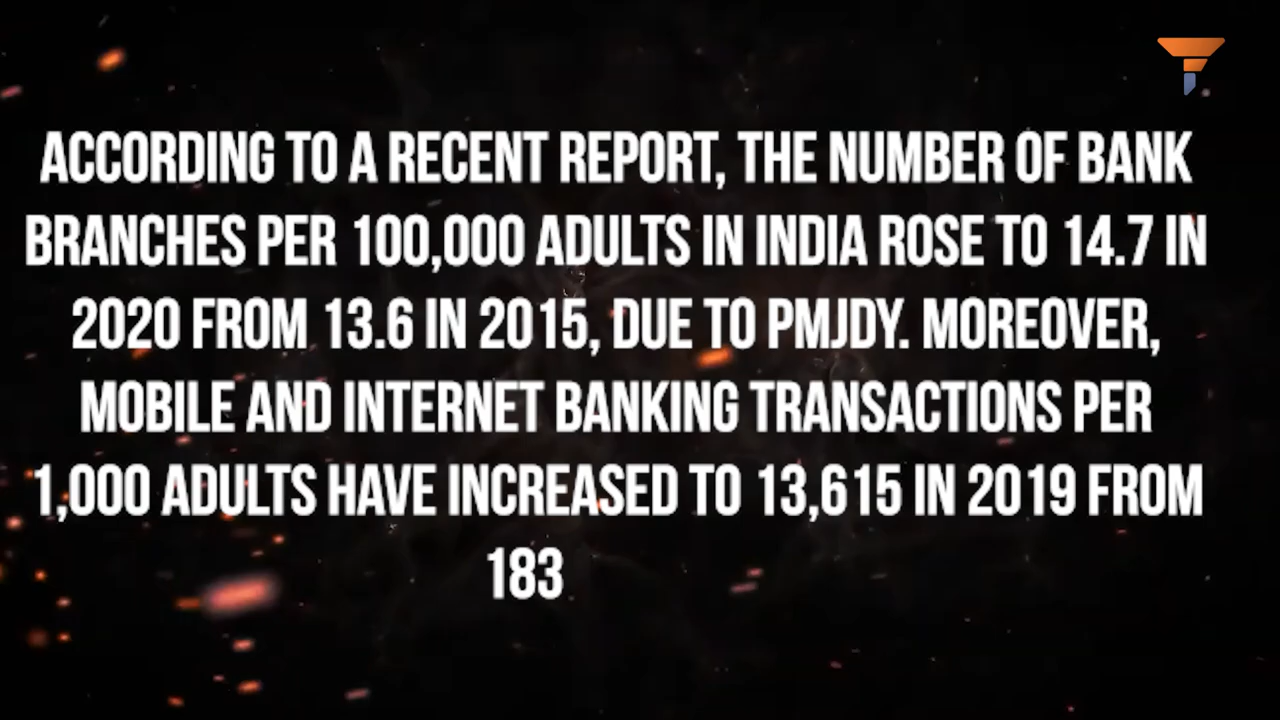 ACCORDING TO A RECENT REPORT, THE NUMBER OF BANK
BRANCHES PER 100,000 ADULTS IN INDIA ROSE TO 14.7 IN
2020 FROM 13.6 IN 2015, DUE TO PMJDY. MOREOVER,
MOBILE AND INTERNET BANKING TRANSACTIONS PER
1,000 ADULTS HAVE INCREASED TO 13,615 IN 2019 FROM
183